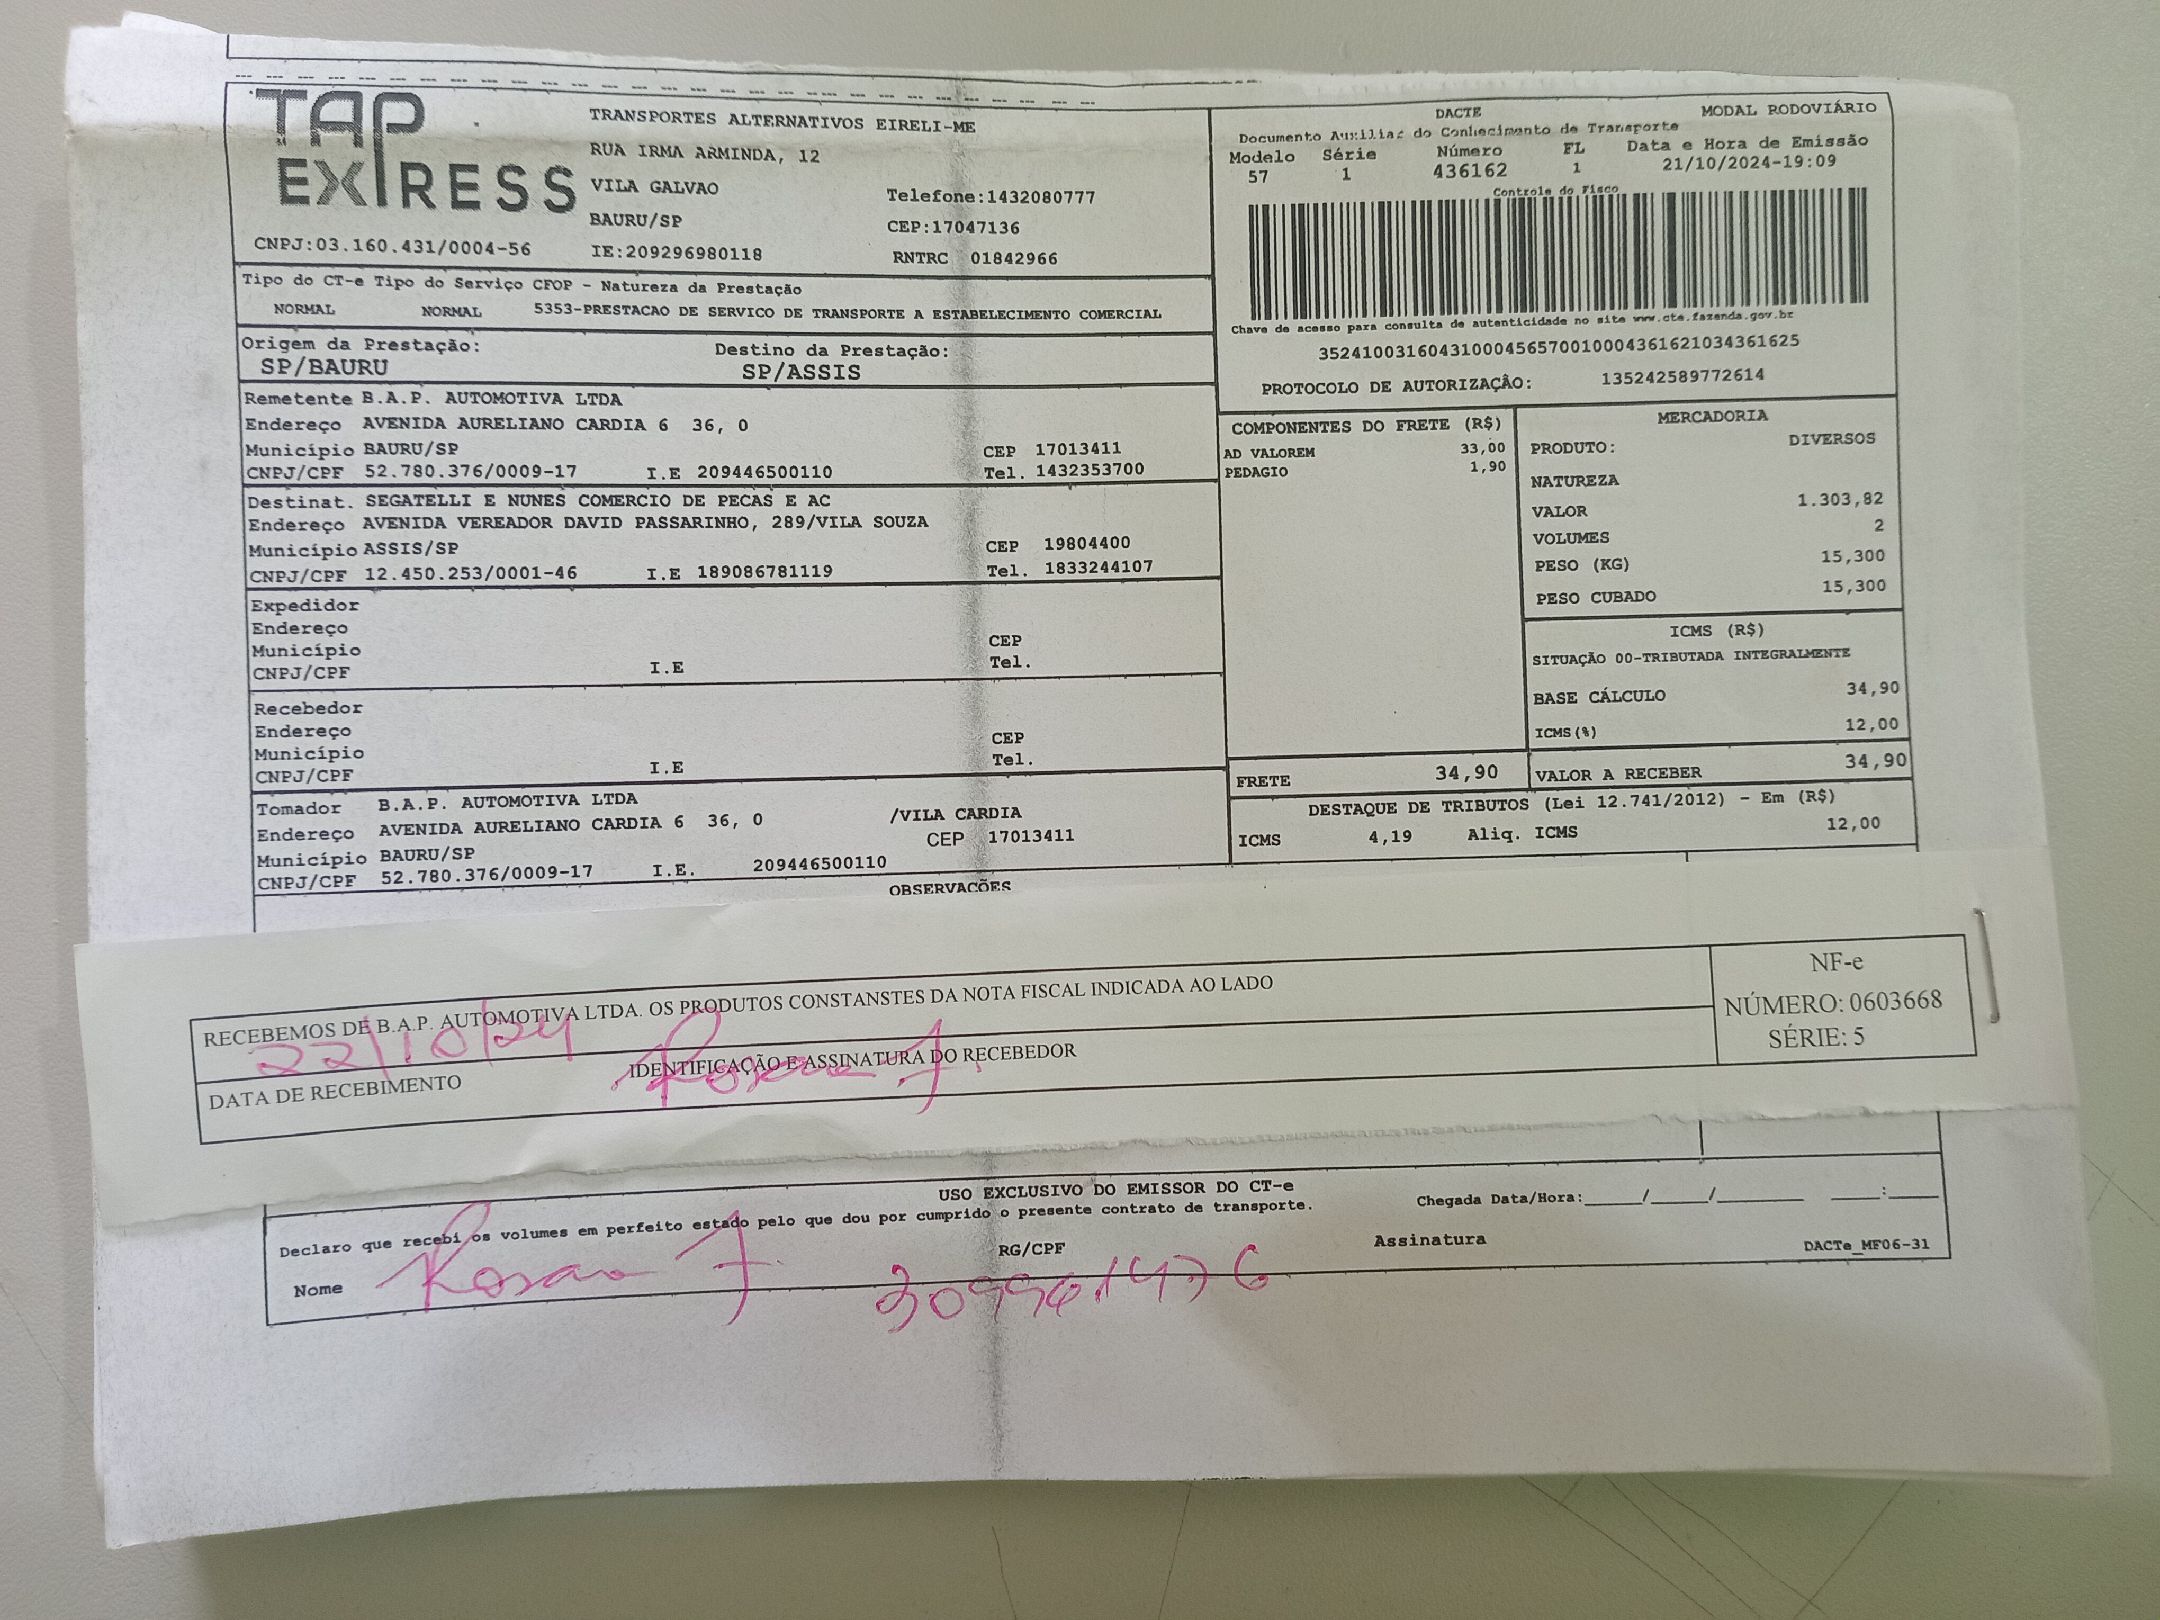 TAP EXPRESS
TRANSPORTES ALTERNATIVOS EIRELI-ME
RUA IRMA ARMINDA, 12
VILA GALVAO
Telefone:1432080777
BAURU/SP
CEP:17047136
CNPJ:03.160.431/0004-56
IE:209296980118
RNTRC 01842966
DACTE
MODAL RODOVIÁRIO
Documento Auxiliar do Conhecimento de Transporte
Modelo Série Número FL Data e Hora de Emissão
57 1 436162 1 21/10/2024-19:09
Controle do Fisco
Chave de acesso para consulta de autenticidade no site www.cte.fazenda.gov.br
35241003160431000456570010004361621034361625
PROTOCOLO DE AUTORIZAÇÃO: 135242589772614
Tipo do CT-e Tipo do Serviço CFOP - Natureza da Prestação
NORMAL NORMAL 5353-PRESTACAO DE SERVICO DE TRANSPORTE A ESTABELECIMENTO COMERCIAL
Origem da Prestação: Destino da Prestação:
SP/BAURU SP/ASSIS
Remetente B.A.P. AUTOMOTIVA LTDA
Endereço AVENIDA AURELIANO CARDIA 6 36, 0
Município BAURU/SP CEP 17013411
CNPJ/CPF 52.780.376/0009-17 I.E 209446500110 Tel. 1432353700
Destinat. SEGATELLI E NUNES COMERCIO DE PECAS E AC
Endereço AVENIDA VEREADOR DAVID PASSARINHO, 289/VILA SOUZA
Município ASSIS/SP CEP 19804400
CNPJ/CPF 12.450.253/0001-46 I.E 189086781119 Tel. 1833244107
Expedidor
Endereço
Município CEP
CNPJ/CPF I.E Tel.
Recebedor
Endereço
Município CEP
CNPJ/CPF I.E Tel.
Tomador B.A.P. AUTOMOTIVA LTDA
Endereço AVENIDA AURELIANO CARDIA 6 36, 0 /VILA CARDIA
Município BAURU/SP CEP 17013411
CNPJ/CPF 52.780.376/0009-17 I.E. 209446500110
COMPONENTES DO FRETE (R$)
AD VALOREM 33,00
PEDAGIO 1,90
FRETE 34,90
MERCADORIA
PRODUTO: DIVERSOS
NATUREZA
VALOR 1.303,82
VOLUMES 2
PESO (KG) 15,300
PESO CUBADO 15,300
ICMS (R$)
SITUAÇÃO 00-TRIBUTADA INTEGRALMENTE
BASE CÁLCULO 34,90
ICMS(%) 12,00
VALOR A RECEBER 34,90
DESTAQUE DE TRIBUTOS (Lei 12.741/2012) - Em (R$)
ICMS 4,19 Aliq. ICMS 12,00
OBSERVACÕES
RECEBEMOS DE B.A.P. AUTOMOTIVA LTDA. OS PRODUTOS CONSTANSTES DA NOTA FISCAL INDICADA AO LADO
22/10/24
DATA DE RECEBIMENTO
IDENTIFICAÇÃO E ASSINATURA DO RECEBEDOR
NF-e
NÚMERO: 0603668
SÉRIE: 5
USO EXCLUSIVO DO EMISSOR DO CT-e
Declaro que recebi os volumes em perfeito estado pelo que dou por cumprido o presente contrato de transporte.
Chegada Data/Hora:_____/_____/________ ____:____
Nome
RG/CPF
Assinatura
DACTe_MF06-31